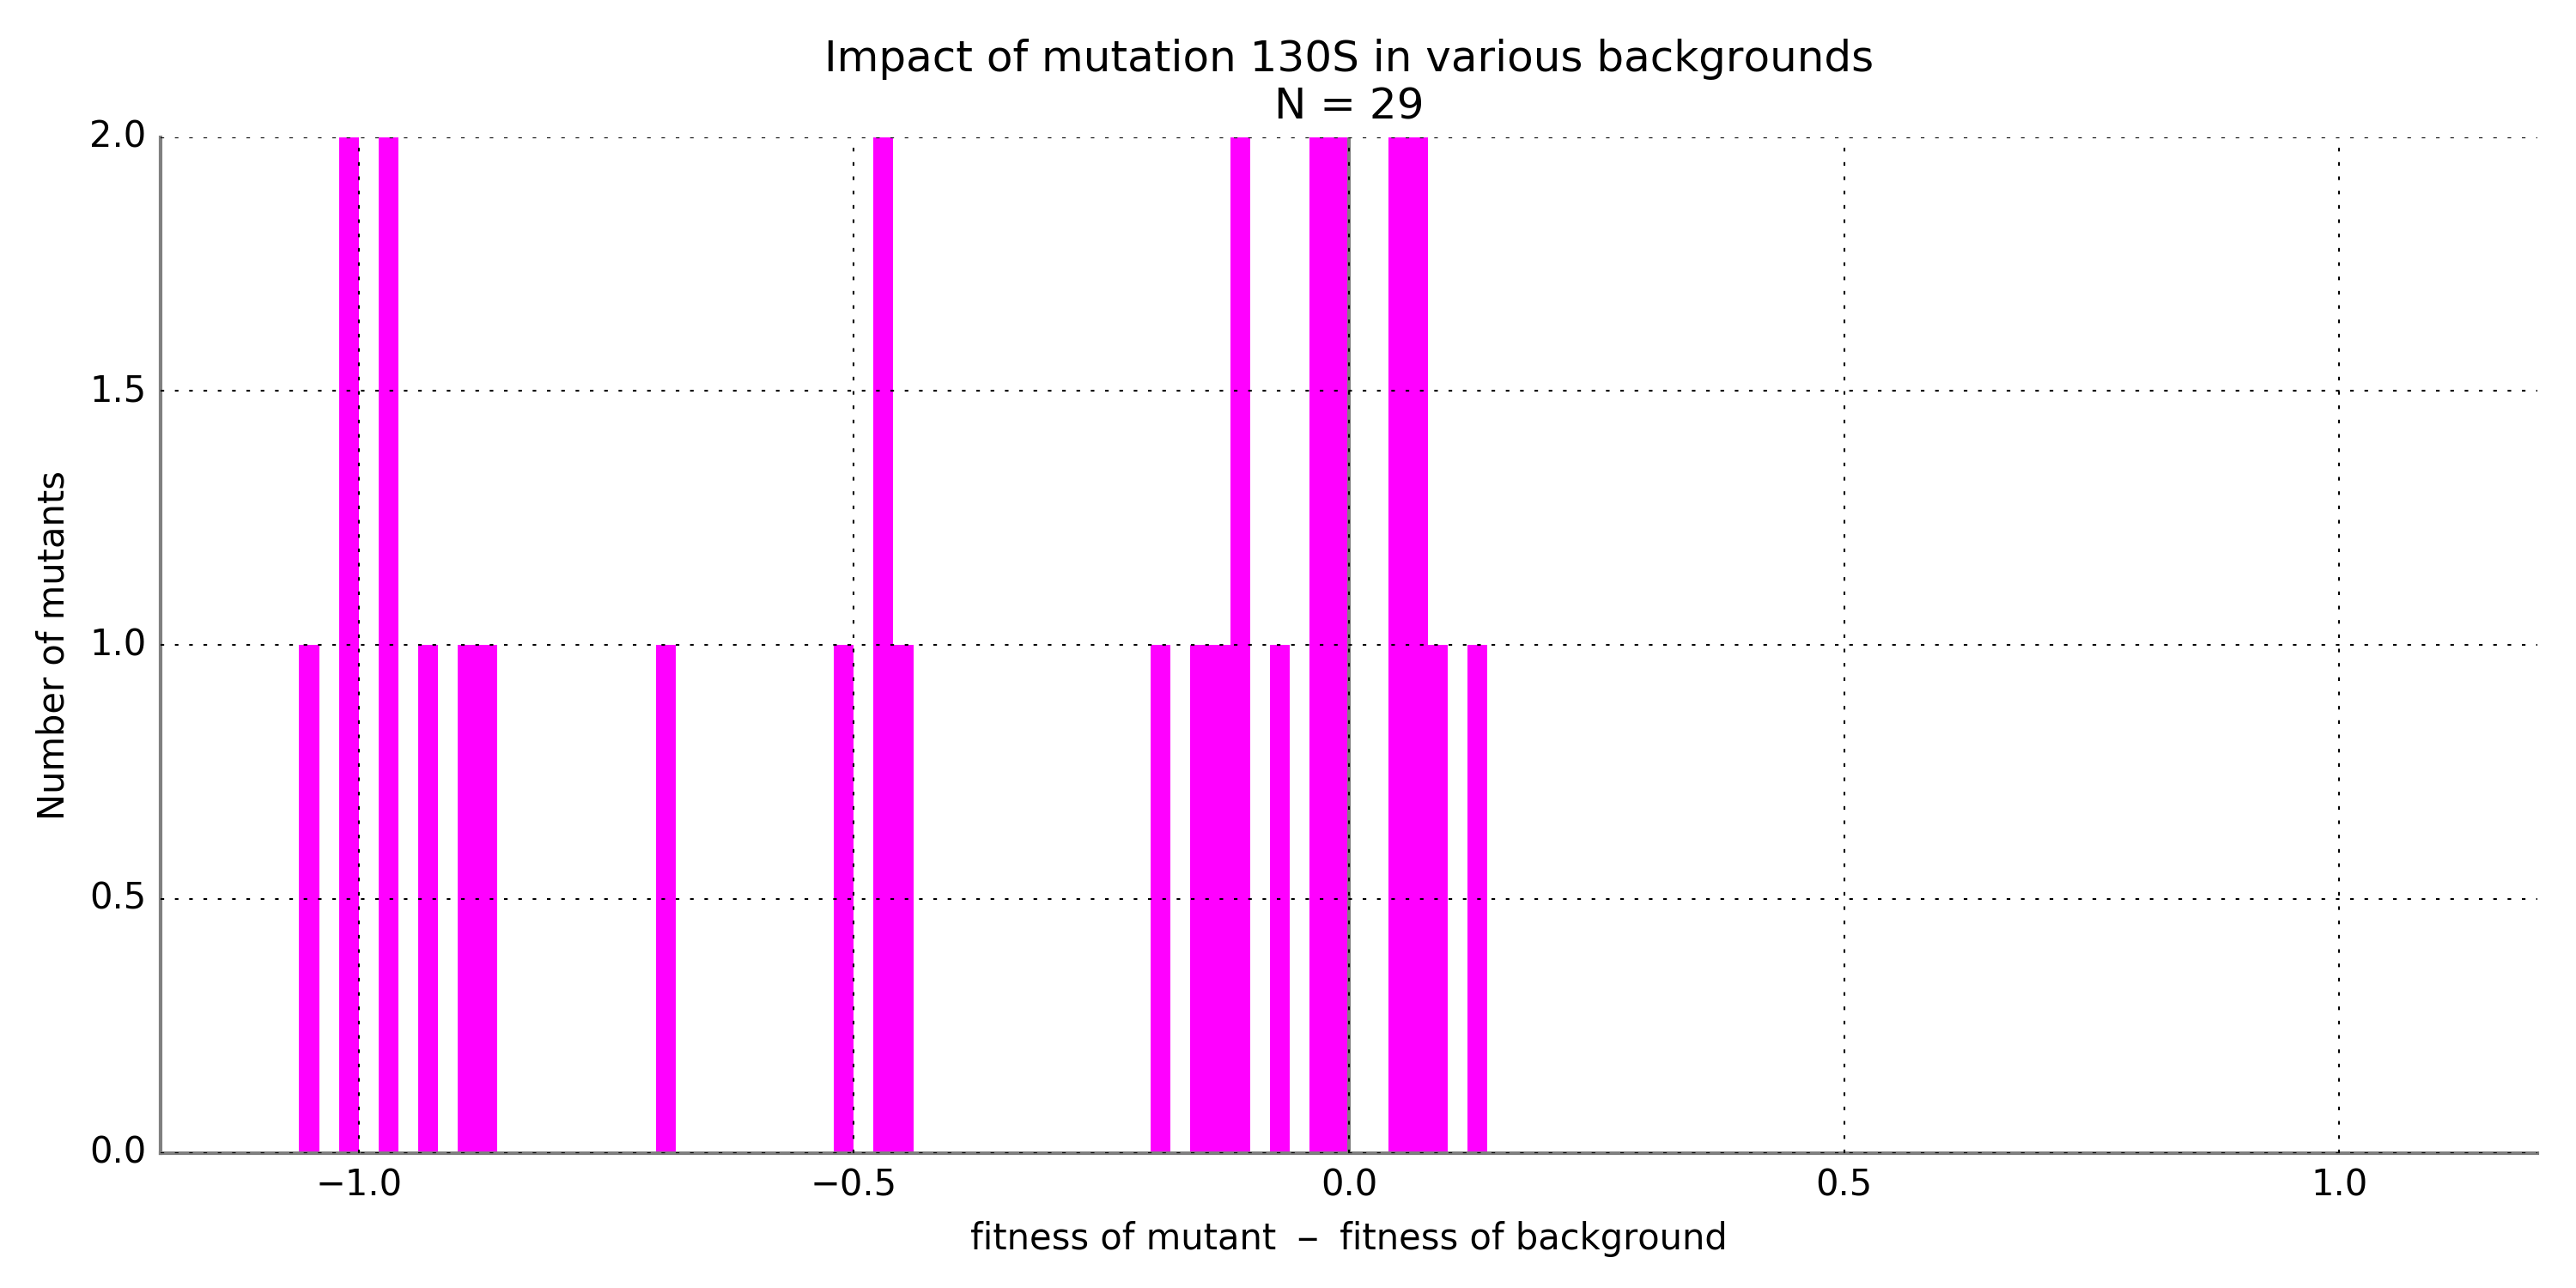 Impact of mutation 130S in various backgrounds
N = 29
2.0
1.5
1.0
0.5
0.0
Number of mutants
−1.0
−0.5
0.0
0.5
1.0
fitness of mutant – fitness of background